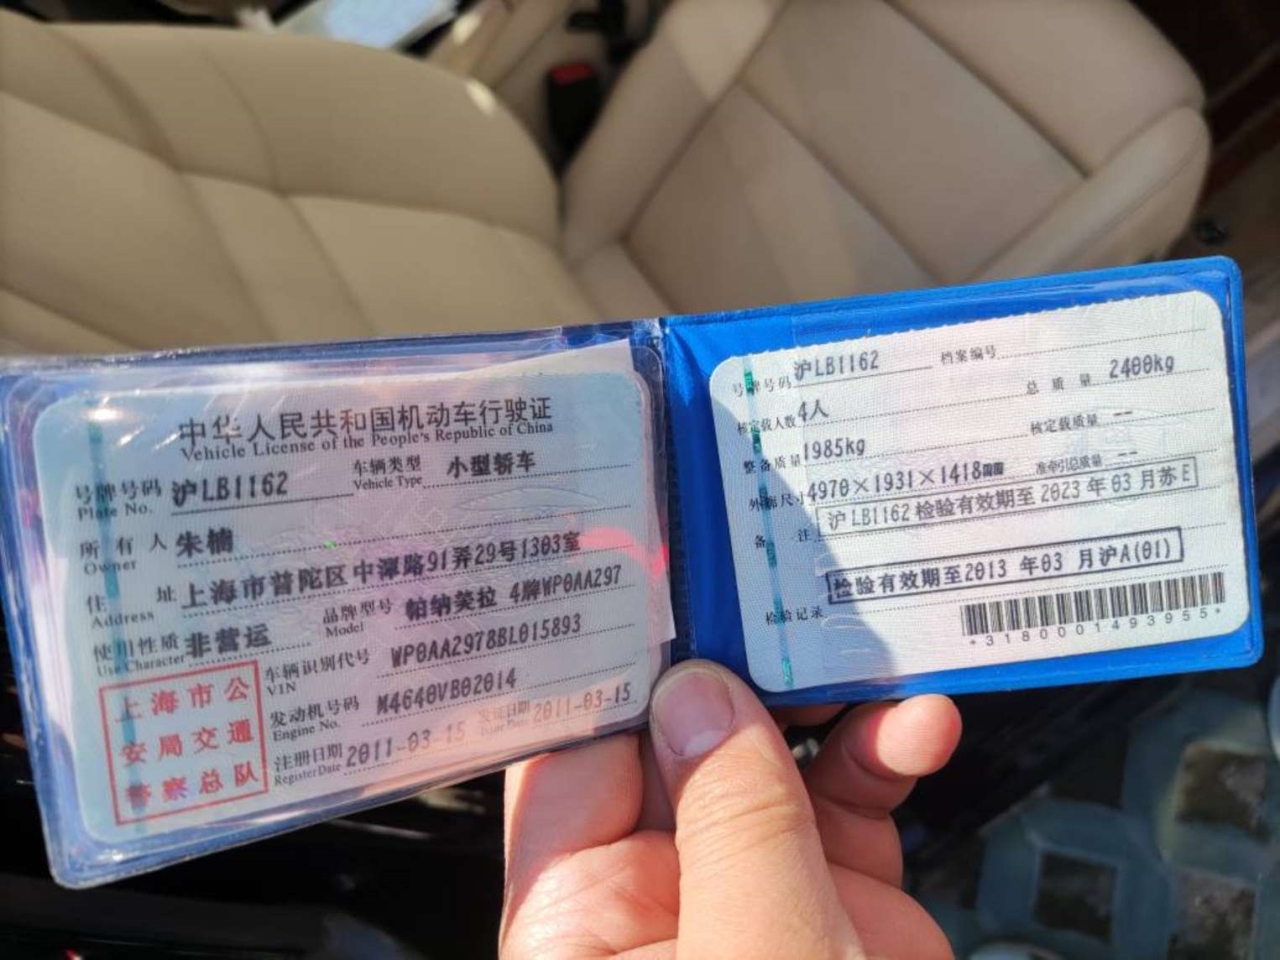 中华人民共和国机动车行驶证
Vehicle License of the People's Republic of China
号牌号码 沪LB1162 车辆类型 小型轿车
Plate No. Vehicle Type
所有人 朱楠
Owner
住址 上海市普陀区中潭路91弄29号1303室
Address
使用性质 非营运 品牌型号 帕纳美拉 4牌WP0AA297
Use Character Model
车辆识别代号 WP0AA2978BL015893
VIN
发动机号码 M4640VB02014
Engine No.
注册日期 2011-03-15 发证日期 2011-03-15
Register Date Issue Date
上海市公
安局交通
警察总队
号牌号码 沪LB1162 档案编号
核定载人数 4人 总质量 2400kg
整备质量 1985kg 核定载质量 --
外廓尺寸 4970×1931×1418 准牵引总质量 --
备注 沪LB1162检验有效期至2023年03月苏E
检验有效期至2013年03月沪A(01)
检验记录
*3180001493955*